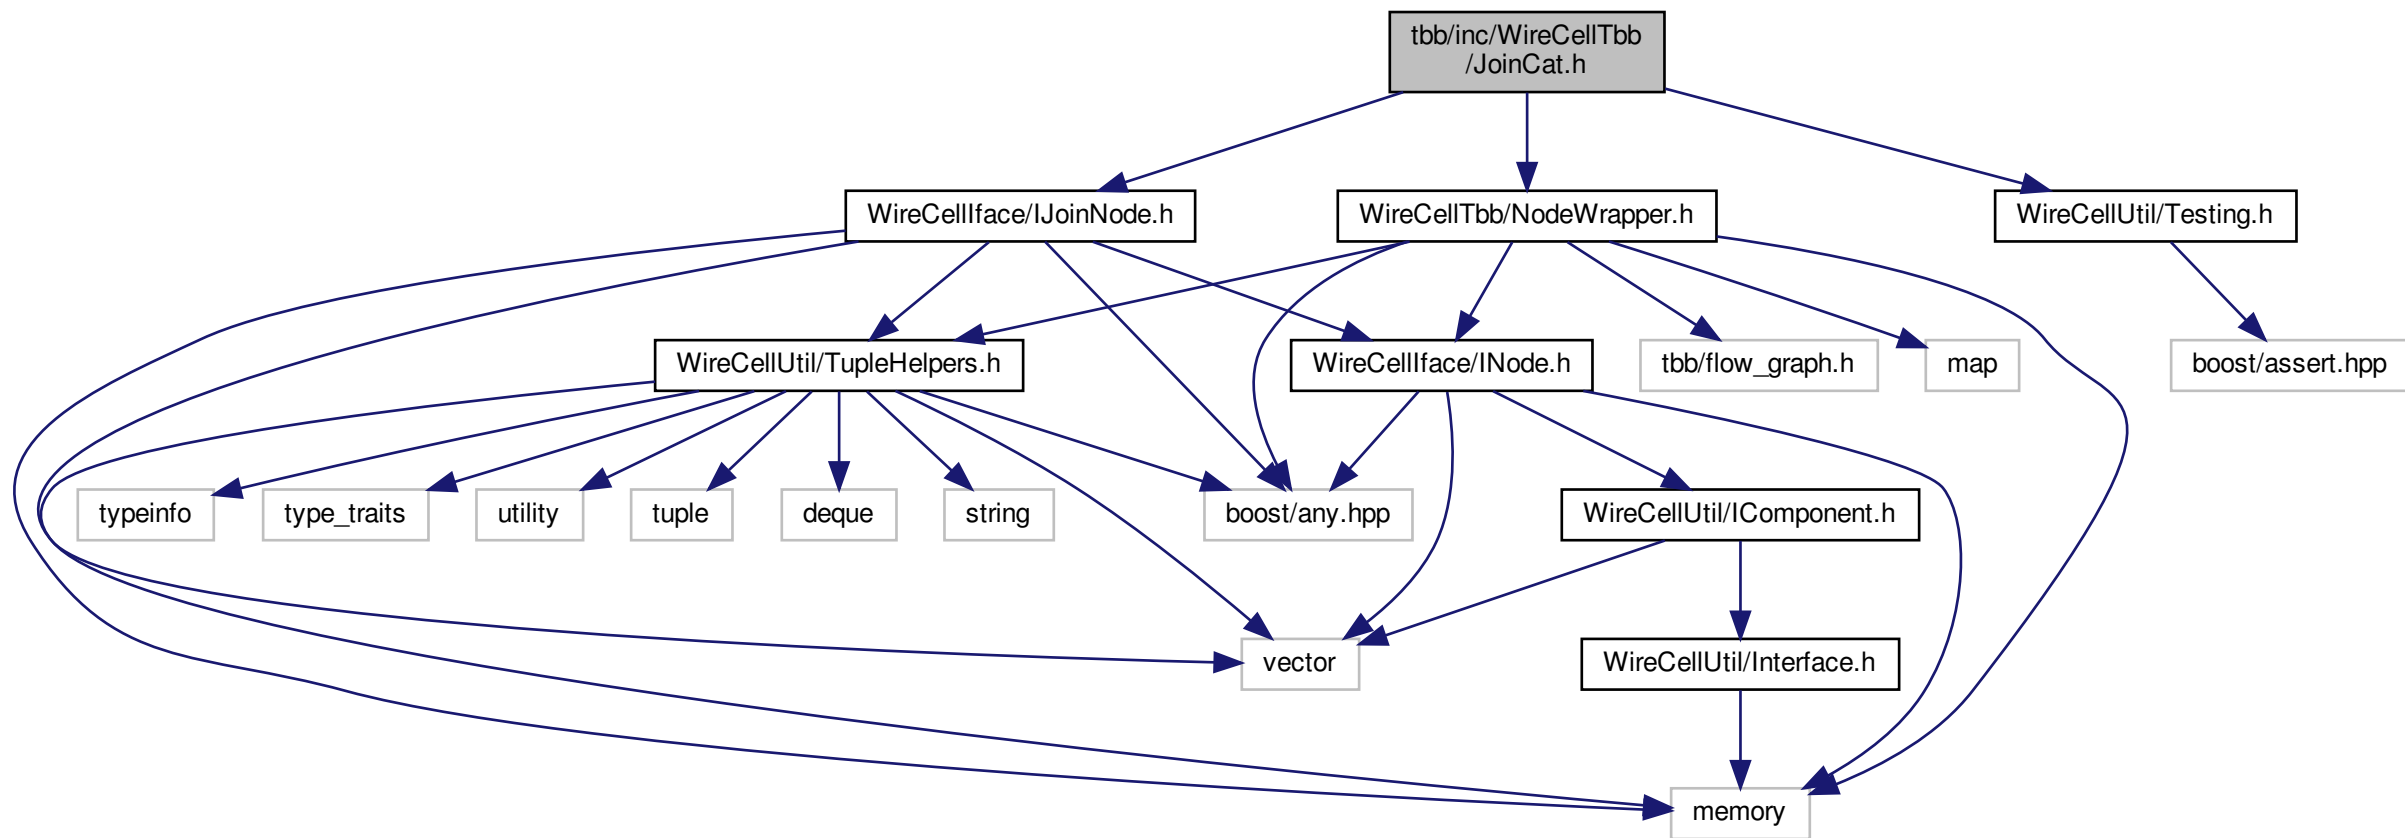 tbb/inc/WireCellTbb
/JoinCat.h
WireCellIface/IJoinNode.h
WireCellTbb/NodeWrapper.h
WireCellUtil/Testing.h
WireCellUtil/TupleHelpers.h
WireCellIface/INode.h
tbb/flow_graph.h
map
boost/assert.hpp
typeinfo
type_traits
utility
tuple
deque
string
boost/any.hpp
WireCellUtil/IComponent.h
vector
WireCellUtil/Interface.h
memory